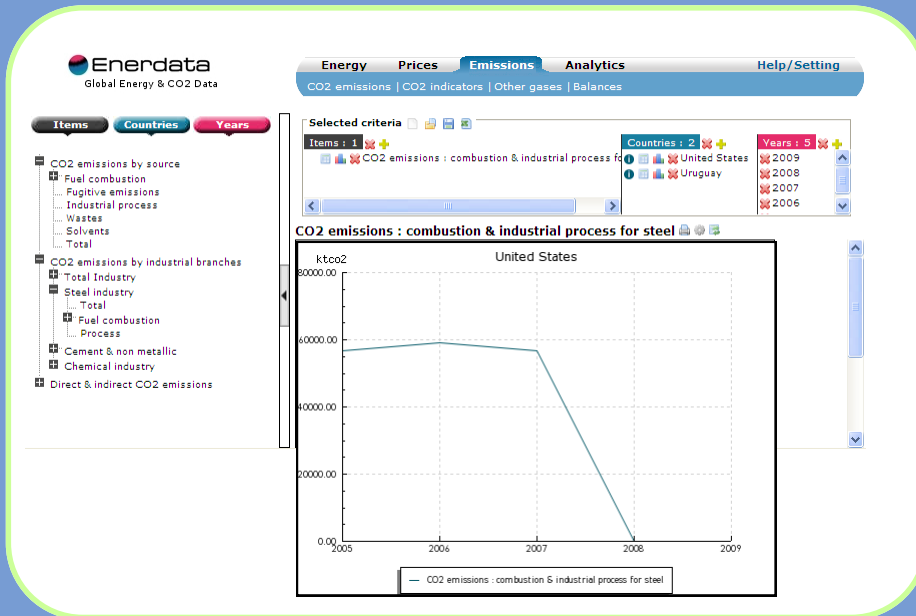 Enerdata
Global Energy & CO2 Data
Energy Prices Emissions Analytics Help/Setting
CO2 emissions | CO2 indicators | Other gases | Balances
Items Countries Years
CO2 emissions by source
Fuel combustion
Fugitive emissions
Industrial process
Wastes
Solvents
Total
CO2 emissions by industrial branches
Total Industry
Steel industry
Total
Fuel combustion
Process
Cement & non metallic
Chemical industry
Direct & indirect CO2 emissions
Selected criteria
Items : 1
CO2 emissions : combustion & industrial process fo
Countries : 2
United States
Uruguay
Years : 5
2009
2008
2007
2006
CO2 emissions : combustion & industrial process for steel
ktco2
United States
80000.00
60000.00
40000.00
20000.00
0.00
2005 2006 2007 2008 2009
CO2 emissions : combustion & industrial process for steel